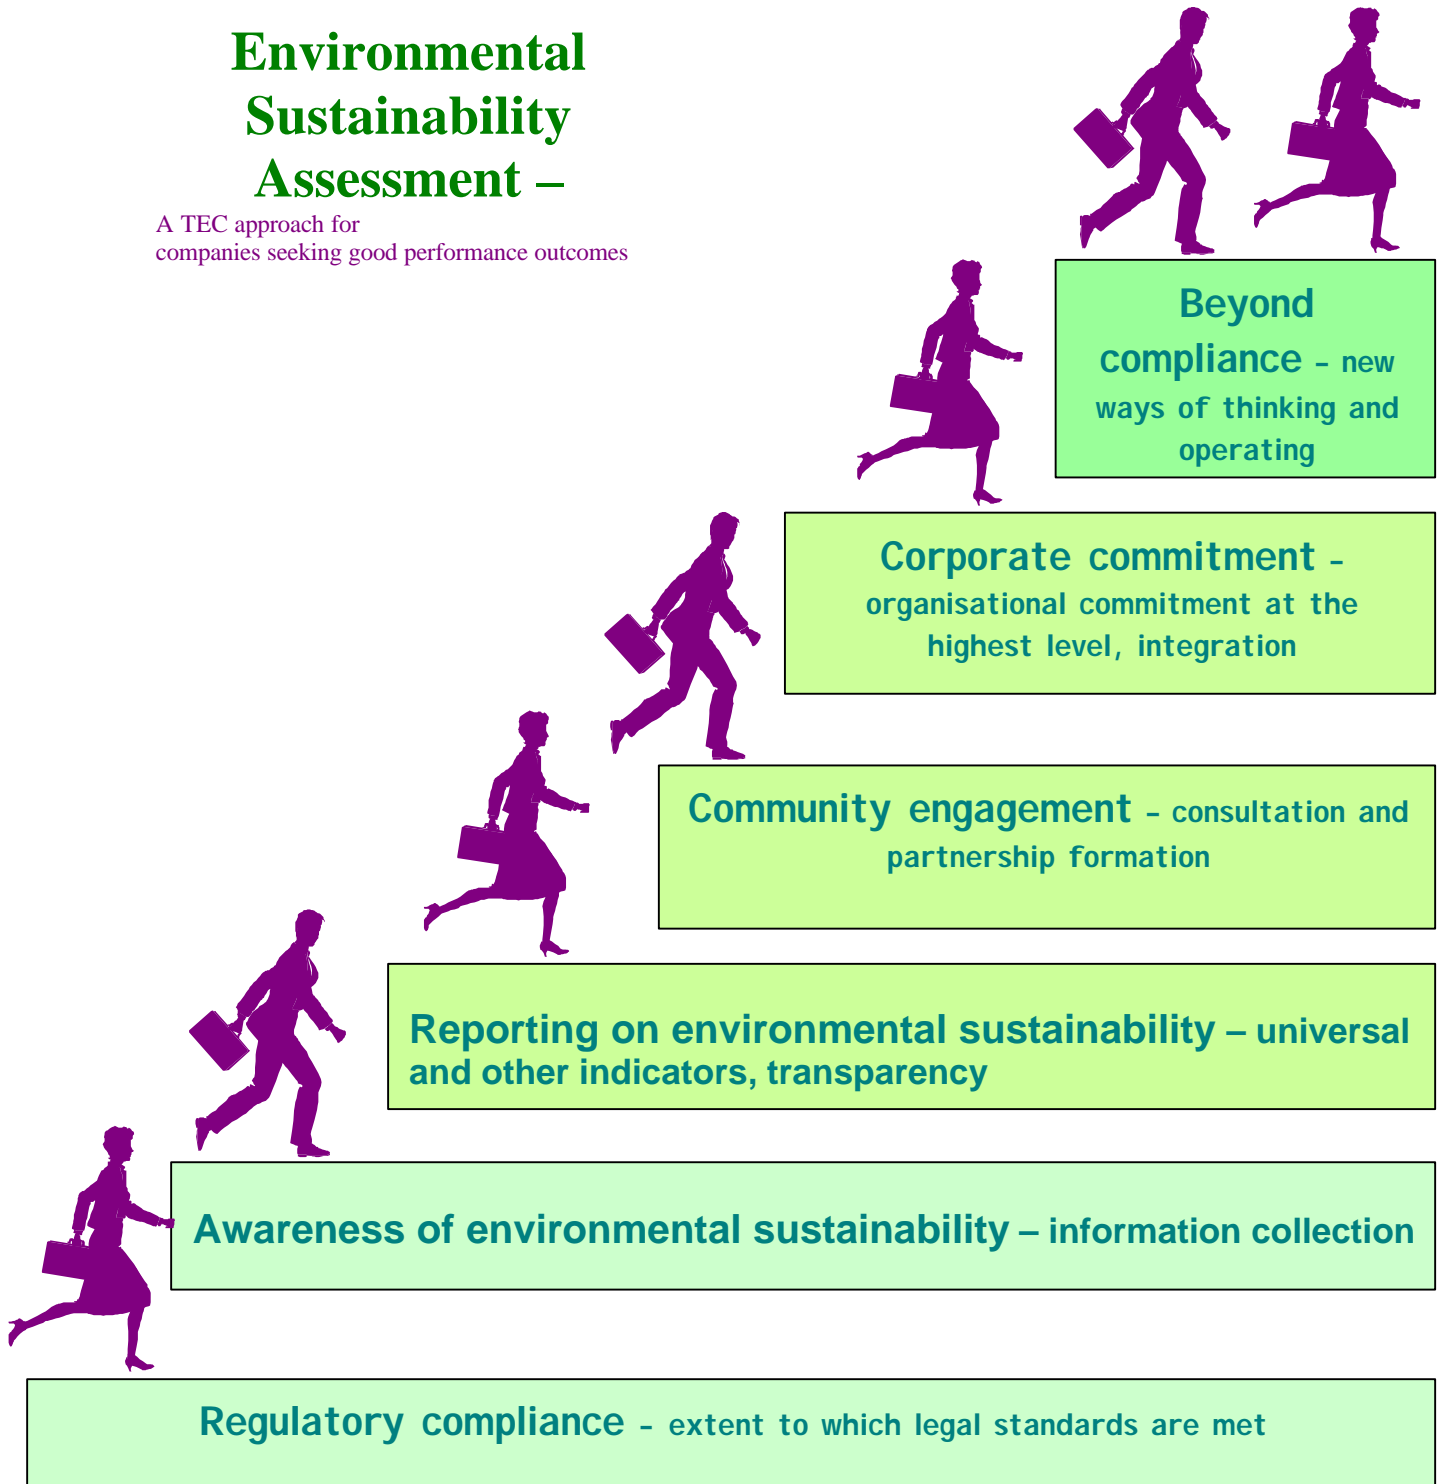 Environmental
Sustainability
Assessment –
A TEC approach for
companies seeking good performance outcomes
Beyond
compliance – new
ways of thinking and
operating
Corporate commitment –
organisational commitment at the
highest level, integration
Community engagement – consultation and
partnership formation
Reporting on environmental sustainability – universal
and other indicators, transparency
Awareness of environmental sustainability – information collection
Regulatory compliance – extent to which legal standards are met